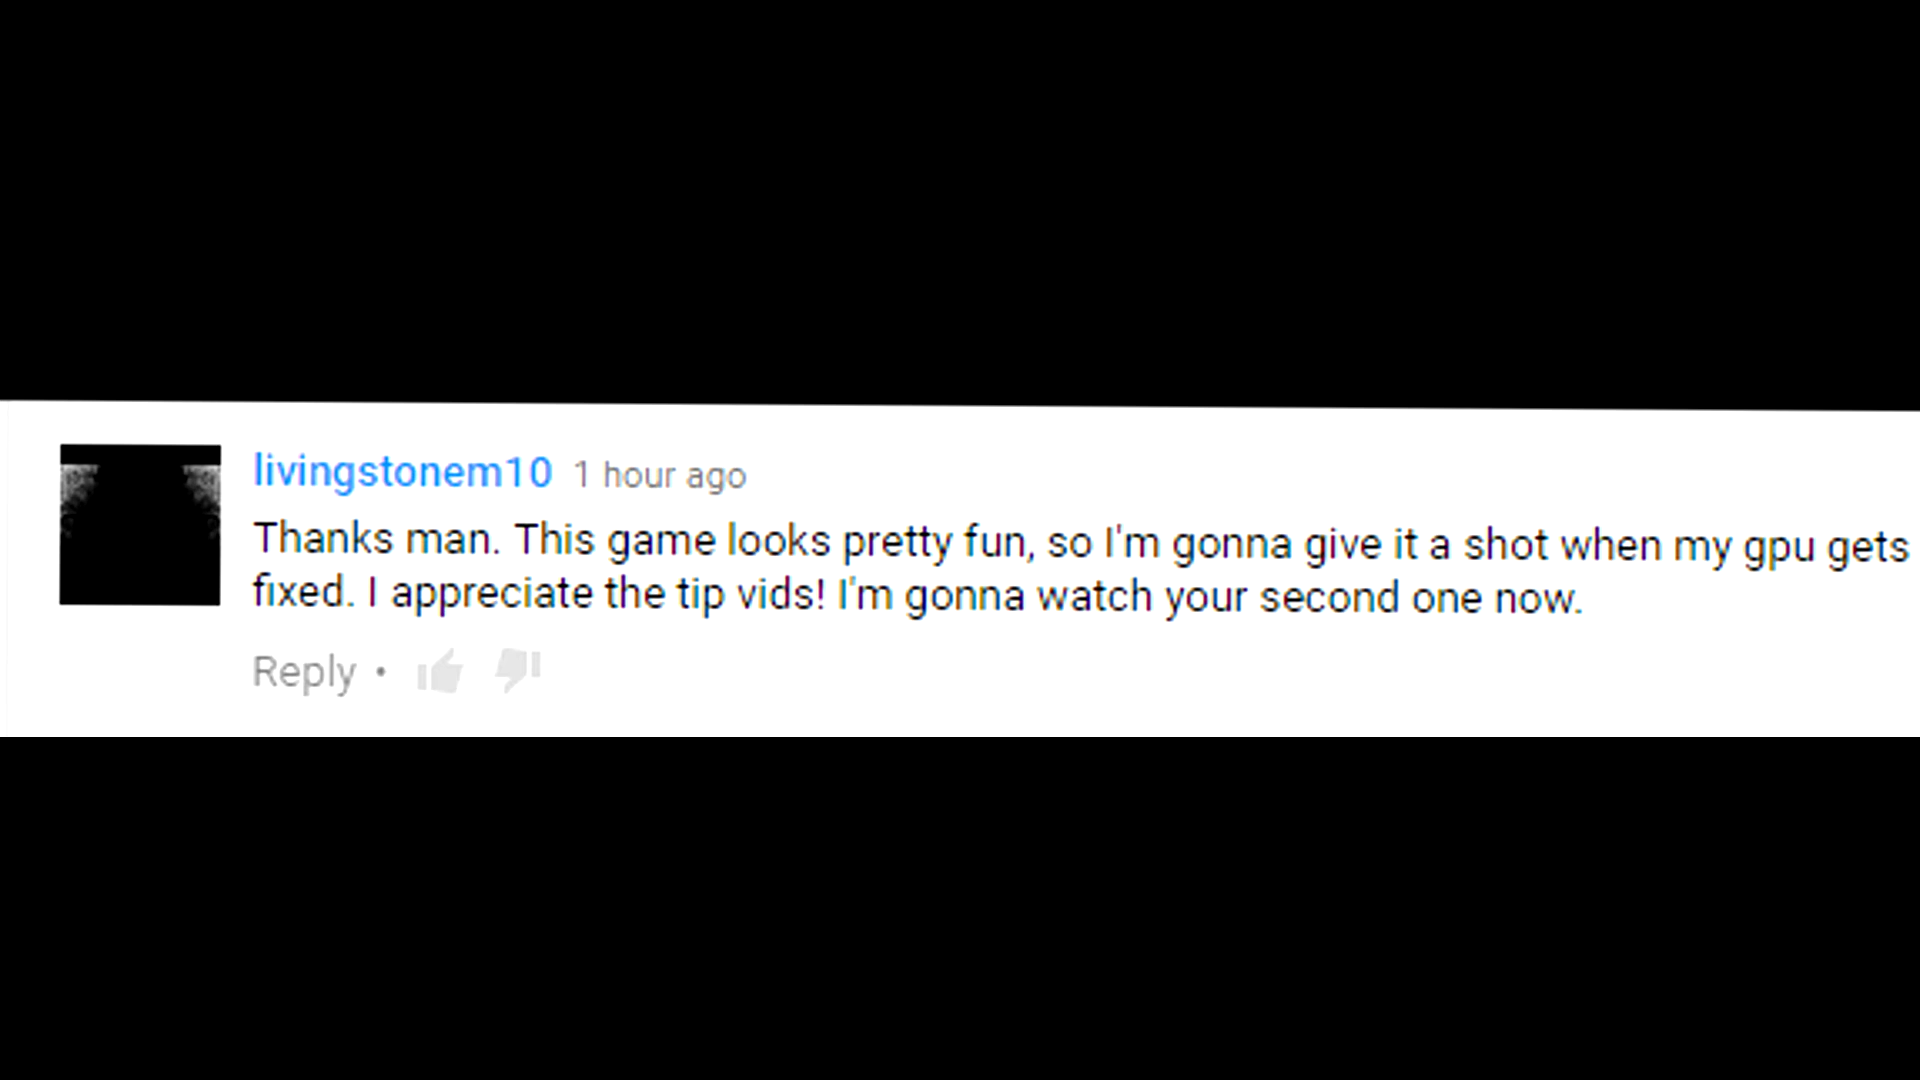 livingstonem10 1 hour ago
Thanks man. This game looks pretty fun, so I'm gonna give it a shot when my gpu gets
fixed. I appreciate the tip vids! I'm gonna watch your second one now.
Reply •